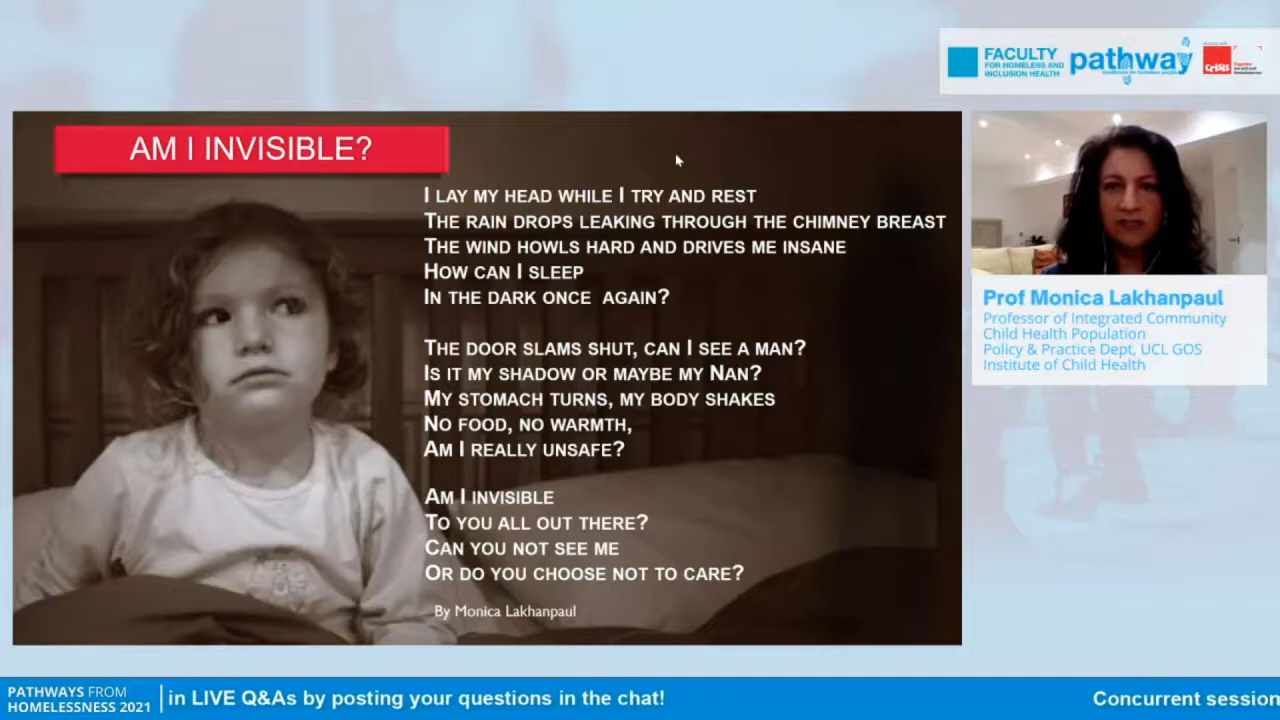 FACULTY
FOR HOMELESS AND
INCLUSION HEALTH
pathway
Crisis
AM I INVISIBLE?
I LAY MY HEAD WHILE I TRY AND REST
THE RAIN DROPS LEAKING THROUGH THE CHIMNEY BREAST
THE WIND HOWLS HARD AND DRIVES ME INSANE
HOW CAN I SLEEP
IN THE DARK ONCE AGAIN?
THE DOOR SLAMS SHUT, CAN I SEE A MAN?
IS IT MY SHADOW OR MAYBE MY NAN?
MY STOMACH TURNS, MY BODY SHAKES
NO FOOD, NO WARMTH,
AM I REALLY UNSAFE?
AM I INVISIBLE
TO YOU ALL OUT THERE?
CAN YOU NOT SEE ME
OR DO YOU CHOOSE NOT TO CARE?
By Monica Lakhanpaul
Prof Monica Lakhanpaul
Professor of Integrated Community
Child Health Population
Policy & Practice Dept, UCL GOS
Institute of Child Health
PATHWAYS FROM
HOMELESSNESS 2021
in LIVE Q&As by posting your questions in the chat!
Concurrent session